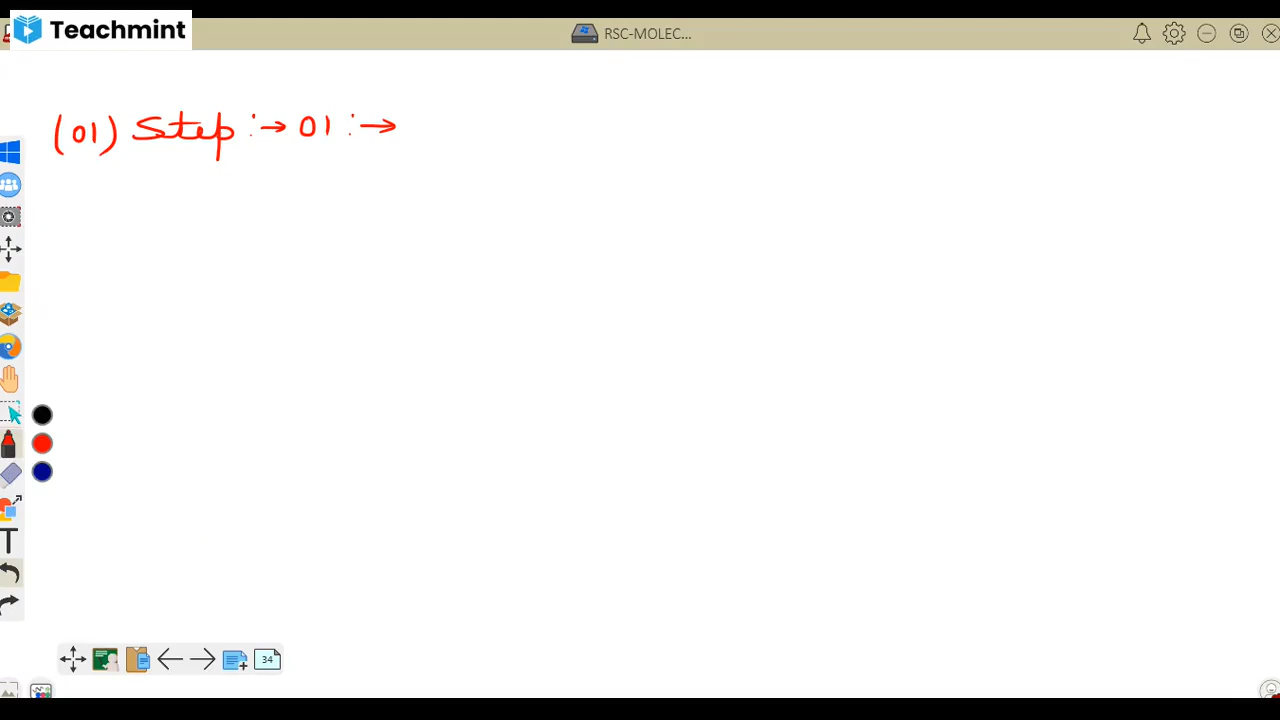 Teachmint
RSC-MOLEC...
(01) Step :→ 01 :→
T
34